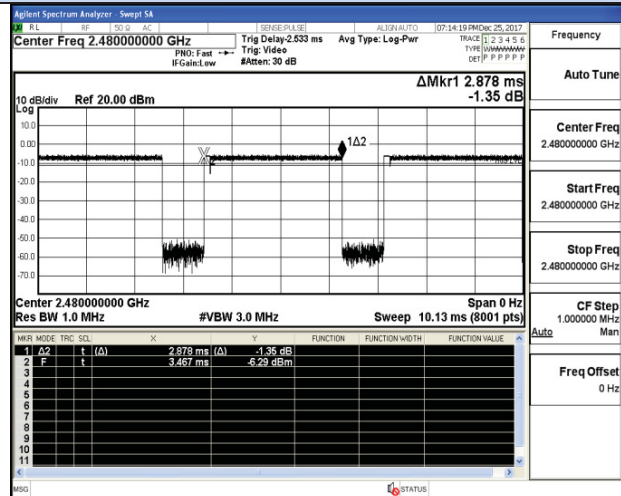 Agilent Spectrum Analyzer - Swept SA
RL RF 50 Ω AC SENSE:PULSE ALIGN AUTO 07:14:19 PM Dec 25, 2017
Center Freq 2.480000000 GHz
PNO: Fast
IFGain:Low
Trig Delay-2.533 ms
Trig: Video
#Atten: 30 dB
Avg Type: Log-Pwr
TRACE 1 2 3 4 5 6
TYPE WWWWWW
DET P P P P P P
ΔMkr1 2.878 ms
-1.35 dB
10 dB/div Ref 20.00 dBm
Log
10.0
0.00
-10.0
-20.0
-30.0
-40.0
-50.0
-60.0
-70.0
1Δ2
Center 2.480000000 GHz Span 0 Hz
Res BW 1.0 MHz #VBW 3.0 MHz Sweep 10.13 ms (8001 pts)
MKR MODE TRC SCL X Y FUNCTION FUNCTION WIDTH FUNCTION VALUE
1 Δ2 t (Δ) 2.878 ms (Δ) -1.35 dB
2 F t 3.467 ms -6.29 dBm
3
4
5
6
7
8
9
10
11
MSG STATUS
Frequency
Auto Tune
Center Freq
2.480000000 GHz
Start Freq
2.480000000 GHz
Stop Freq
2.480000000 GHz
CF Step
1.000000 MHz
Auto Man
Freq Offset
0 Hz